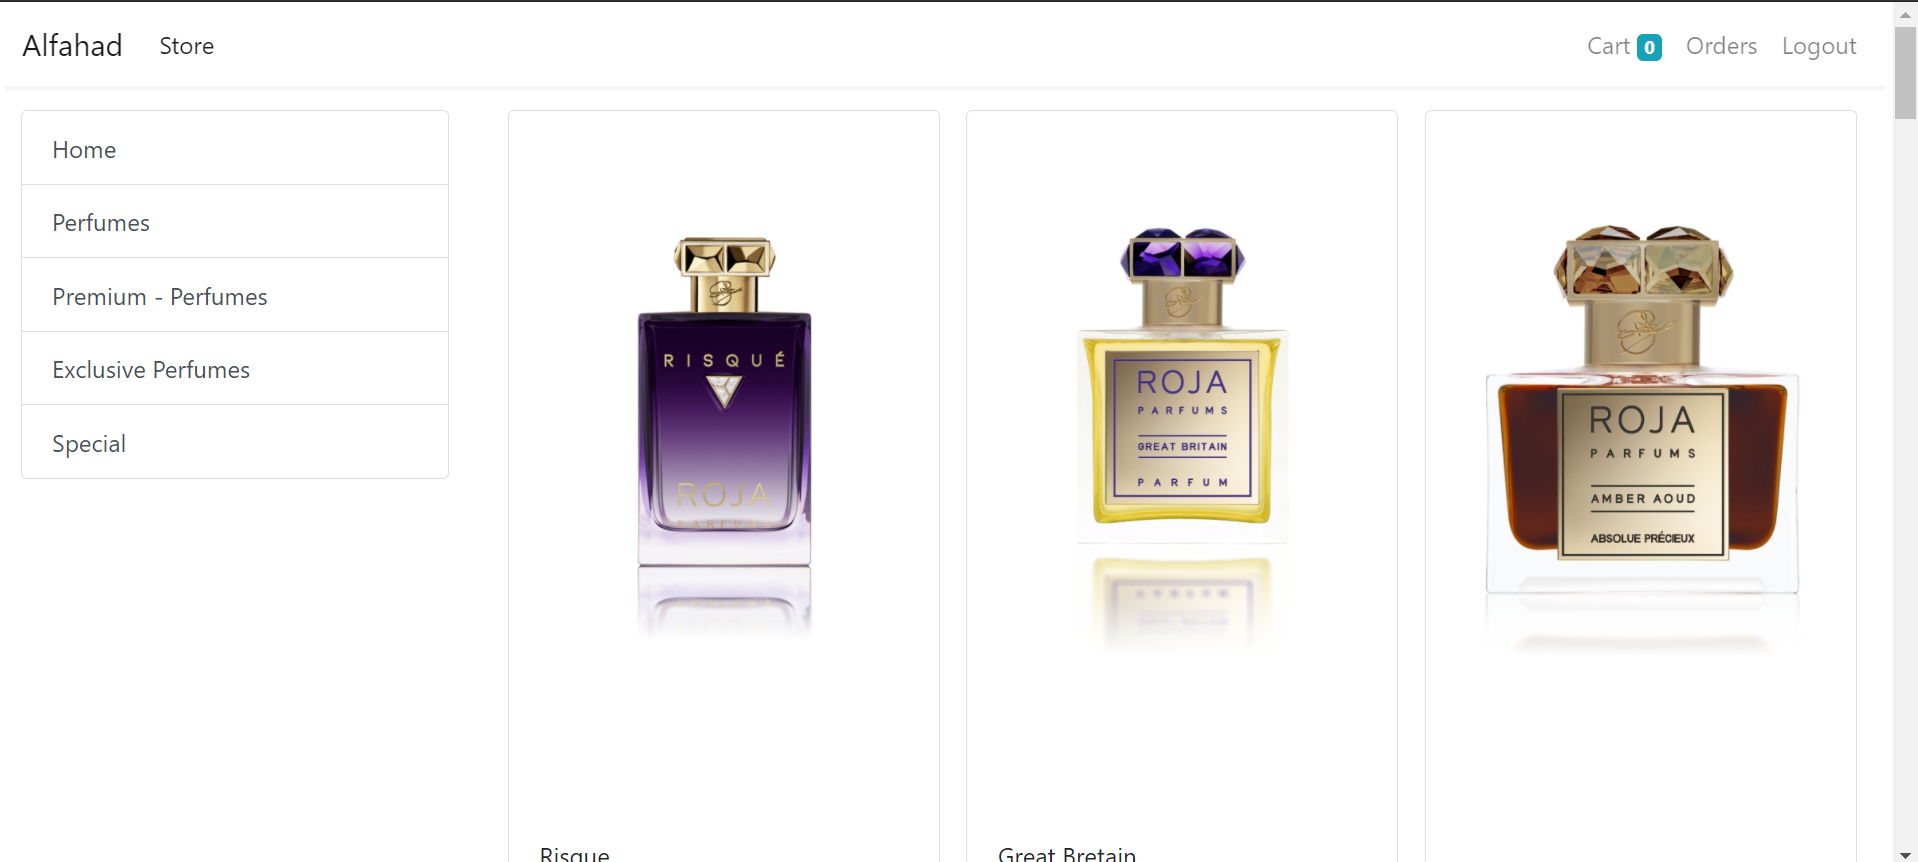 Alfahad Store Cart 0 Orders Logout
Home
Perfumes
Premium - Perfumes
Exclusive Perfumes
Special
RISQUÉ
ROJA
PARFUMS
ROJA
PARFUMS
GREAT BRITAIN
PARFUM
ROJA
PARFUMS
AMBER AOUD
ABSOLUE PRÉCIEUX
Risque
Great Bretain